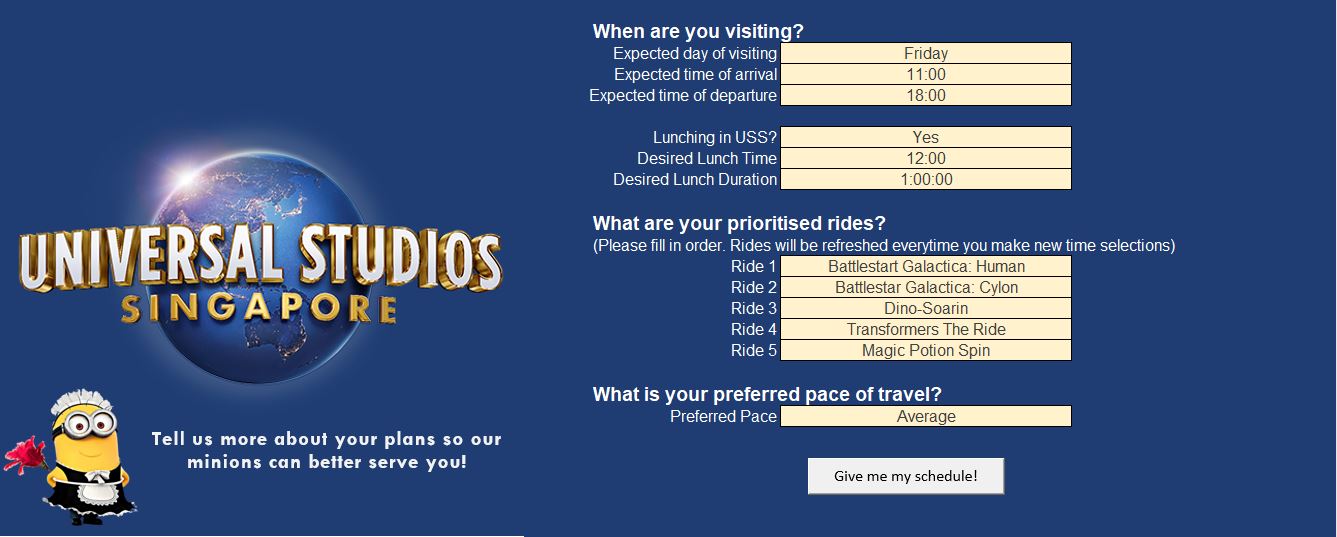 UNIVERSAL STUDIOS
SINGAPORE
Tell us more about your plans so our
minions can better serve you!
When are you visiting?
Expected day of visiting Friday
Expected time of arrival 11:00
Expected time of departure 18:00
Lunching in USS? Yes
Desired Lunch Time 12:00
Desired Lunch Duration 1:00:00
What are your prioritised rides?
(Please fill in order. Rides will be refreshed everytime you make new time selections)
Ride 1 Battlestart Galactica: Human
Ride 2 Battlestar Galactica: Cylon
Ride 3 Dino-Soarin
Ride 4 Transformers The Ride
Ride 5 Magic Potion Spin
What is your preferred pace of travel?
Preferred Pace Average
Give me my schedule!